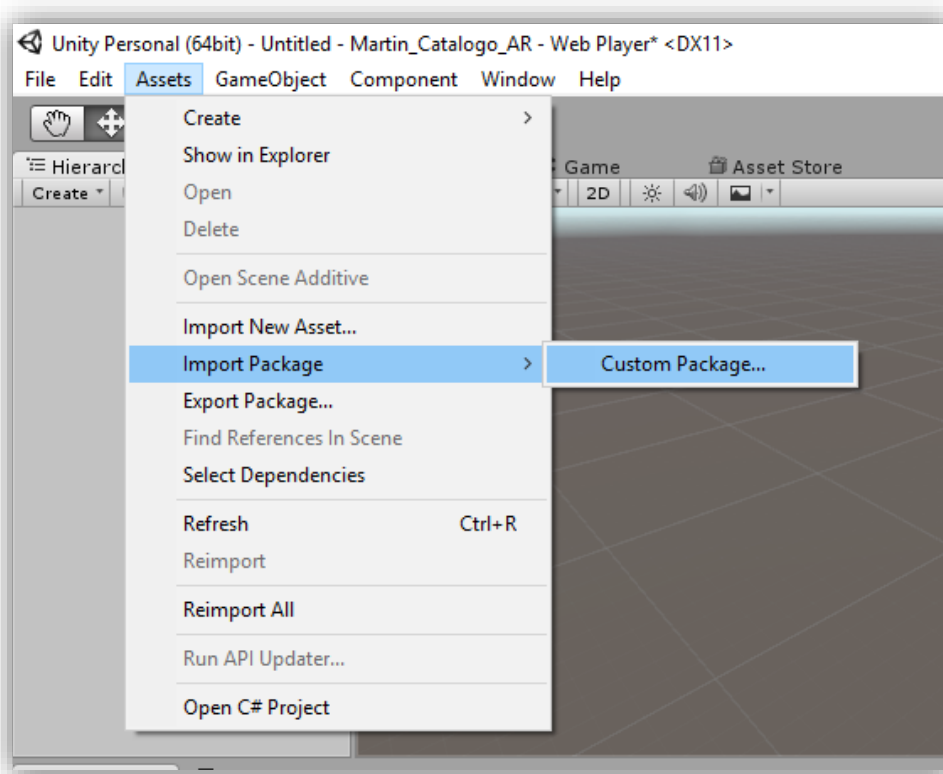 Unity Personal (64bit) - Untitled - Martin_Catalogo_AR - Web Player* <DX11>
File Edit Assets GameObject Component Window Help
Create
Show in Explorer
Open
Delete
Open Scene Additive
Import New Asset...
Import Package
Custom Package...
Export Package...
Find References In Scene
Select Dependencies
Refresh Ctrl+R
Reimport
Reimport All
Run API Updater...
Open C# Project
Hierarc
Create
Game Asset Store
2D